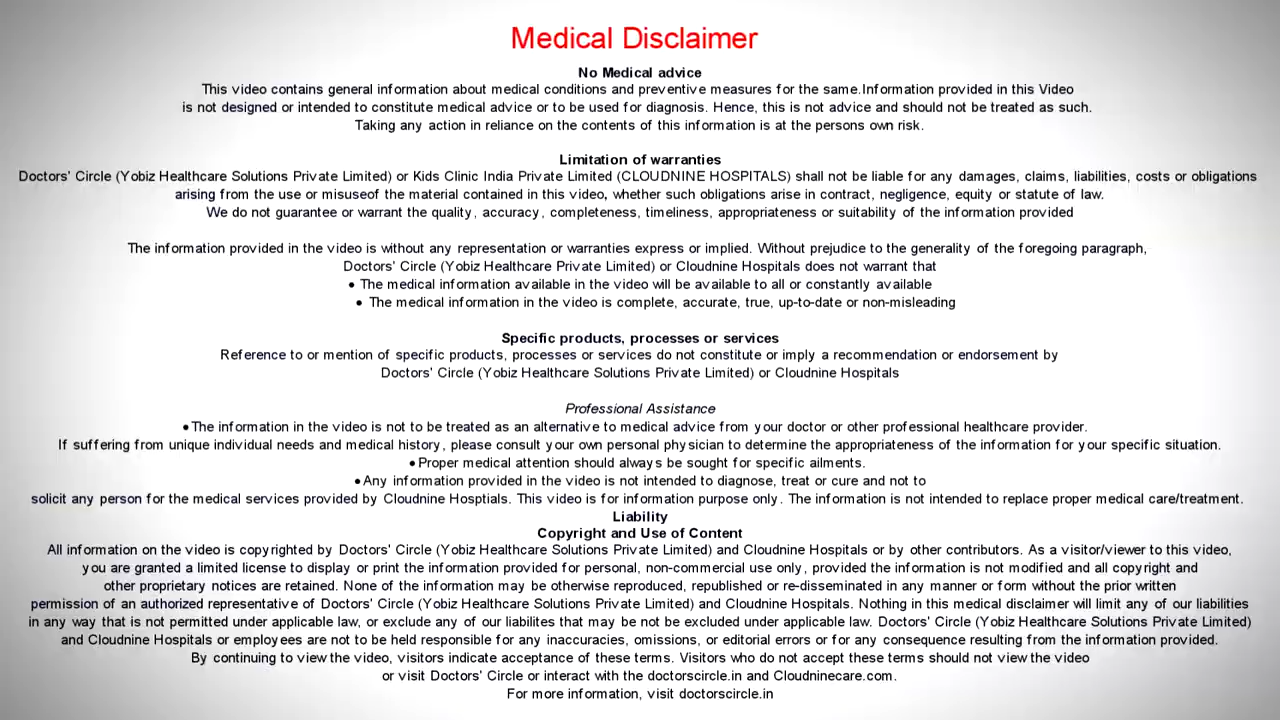 Medical Disclaimer
No Medical advice
This video contains general information about medical conditions and preventive measures for the same.Information provided in this Video
is not designed or intended to constitute medical advice or to be used for diagnosis. Hence, this is not advice and should not be treated as such.
Taking any action in reliance on the contents of this information is at the persons own risk.
Limitation of warranties
Doctors' Circle (Yobiz Healthcare Solutions Private Limited) or Kids Clinic India Private Limited (CLOUDNINE HOSPITALS) shall not be liable for any damages, claims, liabilities, costs or obligations
arising from the use or misuseof the material contained in this video, whether such obligations arise in contract, negligence, equity or statute of law.
We do not guarantee or warrant the quality, accuracy, completeness, timeliness, appropriateness or suitability of the information provided
The information provided in the video is without any representation or warranties express or implied. Without prejudice to the generality of the foregoing paragraph,
Doctors' Circle (Yobiz Healthcare Private Limited) or Cloudnine Hospitals does not warrant that
• The medical information available in the video will be available to all or constantly available
• The medical information in the video is complete, accurate, true, up-to-date or non-misleading
Specific products, processes or services
Reference to or mention of specific products, processes or services do not constitute or imply a recommendation or endorsement by
Doctors' Circle (Yobiz Healthcare Solutions Private Limited) or Cloudnine Hospitals
Professional Assistance
•The information in the video is not to be treated as an alternative to medical advice from your doctor or other professional healthcare provider.
If suffering from unique individual needs and medical history, please consult your own personal physician to determine the appropriateness of the information for your specific situation.
•Proper medical attention should always be sought for specific ailments.
•Any information provided in the video is not intended to diagnose, treat or cure and not to
solicit any person for the medical services provided by Cloudnine Hosptials. This video is for information purpose only. The information is not intended to replace proper medical care/treatment.
Liability
Copyright and Use of Content
All information on the video is copyrighted by Doctors' Circle (Yobiz Healthcare Solutions Private Limited) and Cloudnine Hospitals or by other contributors. As a visitor/viewer to this video,
you are granted a limited license to display or print the information provided for personal, non-commercial use only, provided the information is not modified and all copyright and
other proprietary notices are retained. None of the information may be otherwise reproduced, republished or re-disseminated in any manner or form without the prior written
permission of an authorized representative of Doctors' Circle (Yobiz Healthcare Solutions Private Limited) and Cloudnine Hospitals. Nothing in this medical disclaimer will limit any of our liabilities
in any way that is not permitted under applicable law, or exclude any of our liabilites that may be not be excluded under applicable law. Doctors' Circle (Yobiz Healthcare Solutions Private Limited)
and Cloudnine Hospitals or employees are not to be held responsible for any inaccuracies, omissions, or editorial errors or for any consequence resulting from the information provided.
By continuing to view the video, visitors indicate acceptance of these terms. Visitors who do not accept these terms should not view the video
or visit Doctors' Circle or interact with the doctorscircle.in and Cloudninecare.com.
For more information, visit doctorscircle.in